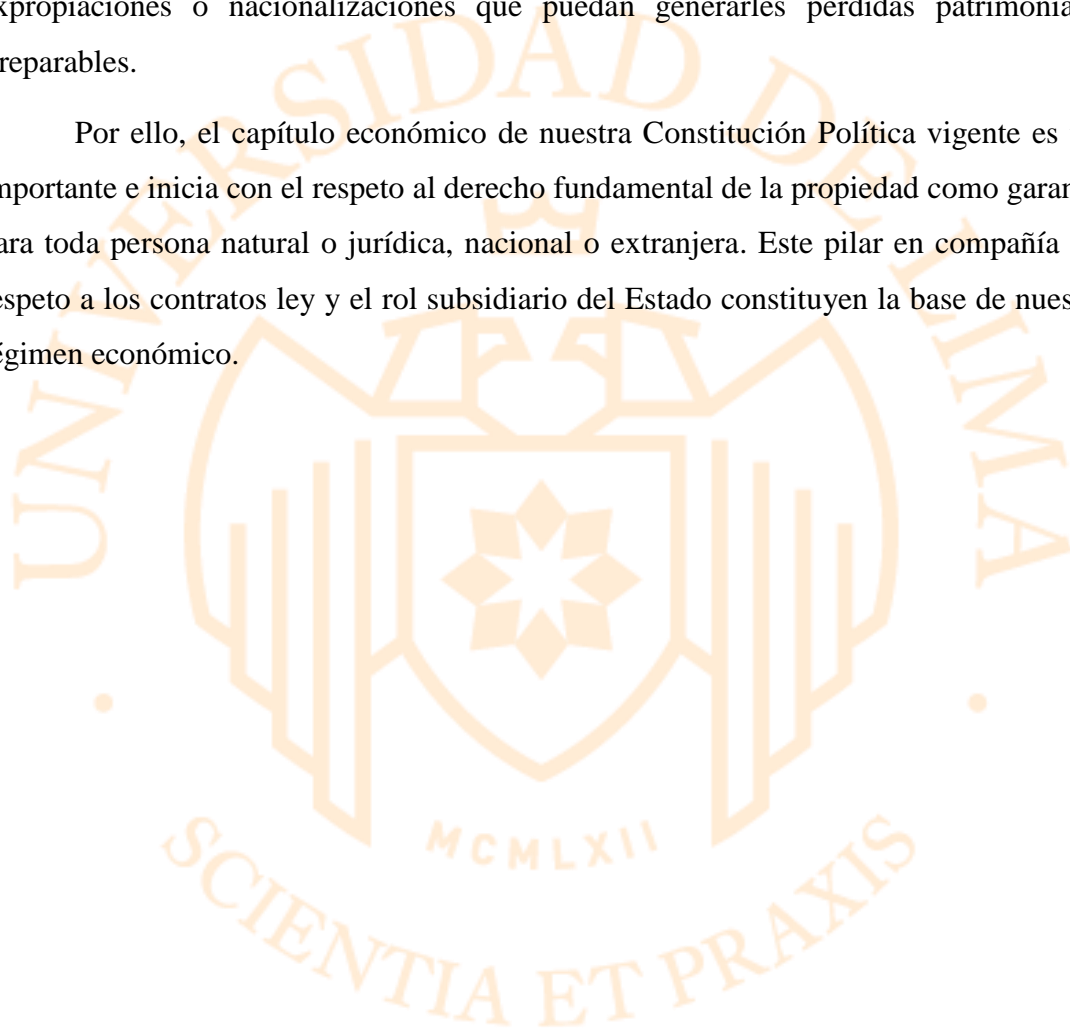 xpropiaciones o nacionalizaciones que puedan generarles pérdidas patrimonia
reparables.
Por ello, el capítulo económico de nuestra Constitución Política vigente es
mportante e inicia con el respeto al derecho fundamental de la propiedad como garan
ara toda persona natural o jurídica, nacional o extranjera. Este pilar en compañía
espeto a los contratos ley y el rol subsidiario del Estado constituyen la base de nues
égimen económico.
UNIVERSIDAD DE LIMA
MCMLXII
SCIENTIA ET PRAXIS